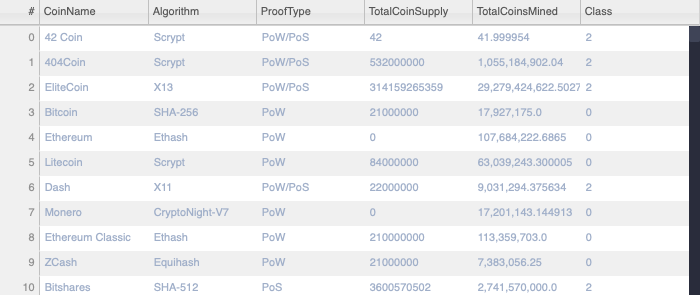 # CoinName Algorithm ProofType TotalCoinSupply TotalCoinsMined Class
0 42 Coin Scrypt PoW/PoS 42 41.999954 2
1 404Coin Scrypt PoW/PoS 532000000 1,055,184,902.04 2
2 EliteCoin X13 PoW/PoS 314159265359 29,279,424,622.5027 2
3 Bitcoin SHA-256 PoW 21000000 17,927,175.0 0
4 Ethereum Ethash PoW 0 107,684,222.6865 0
5 Litecoin Scrypt PoW 84000000 63,039,243.300005 0
6 Dash X11 PoW/PoS 22000000 9,031,294.375634 2
7 Monero CryptoNight-V7 PoW 0 17,201,143.144913 0
8 Ethereum Classic Ethash PoW 210000000 113,359,703.0 0
9 ZCash Equihash PoW 21000000 7,383,056.25 0
10 Bitshares SHA-512 PoS 3600570502 2,741,570,000.0 2